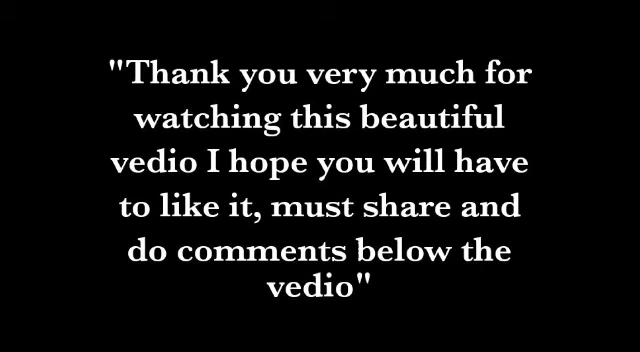 "Thank you very much for
watching this beautiful
vedio I hope you will have
to like it, must share and
do comments below the
vedio"